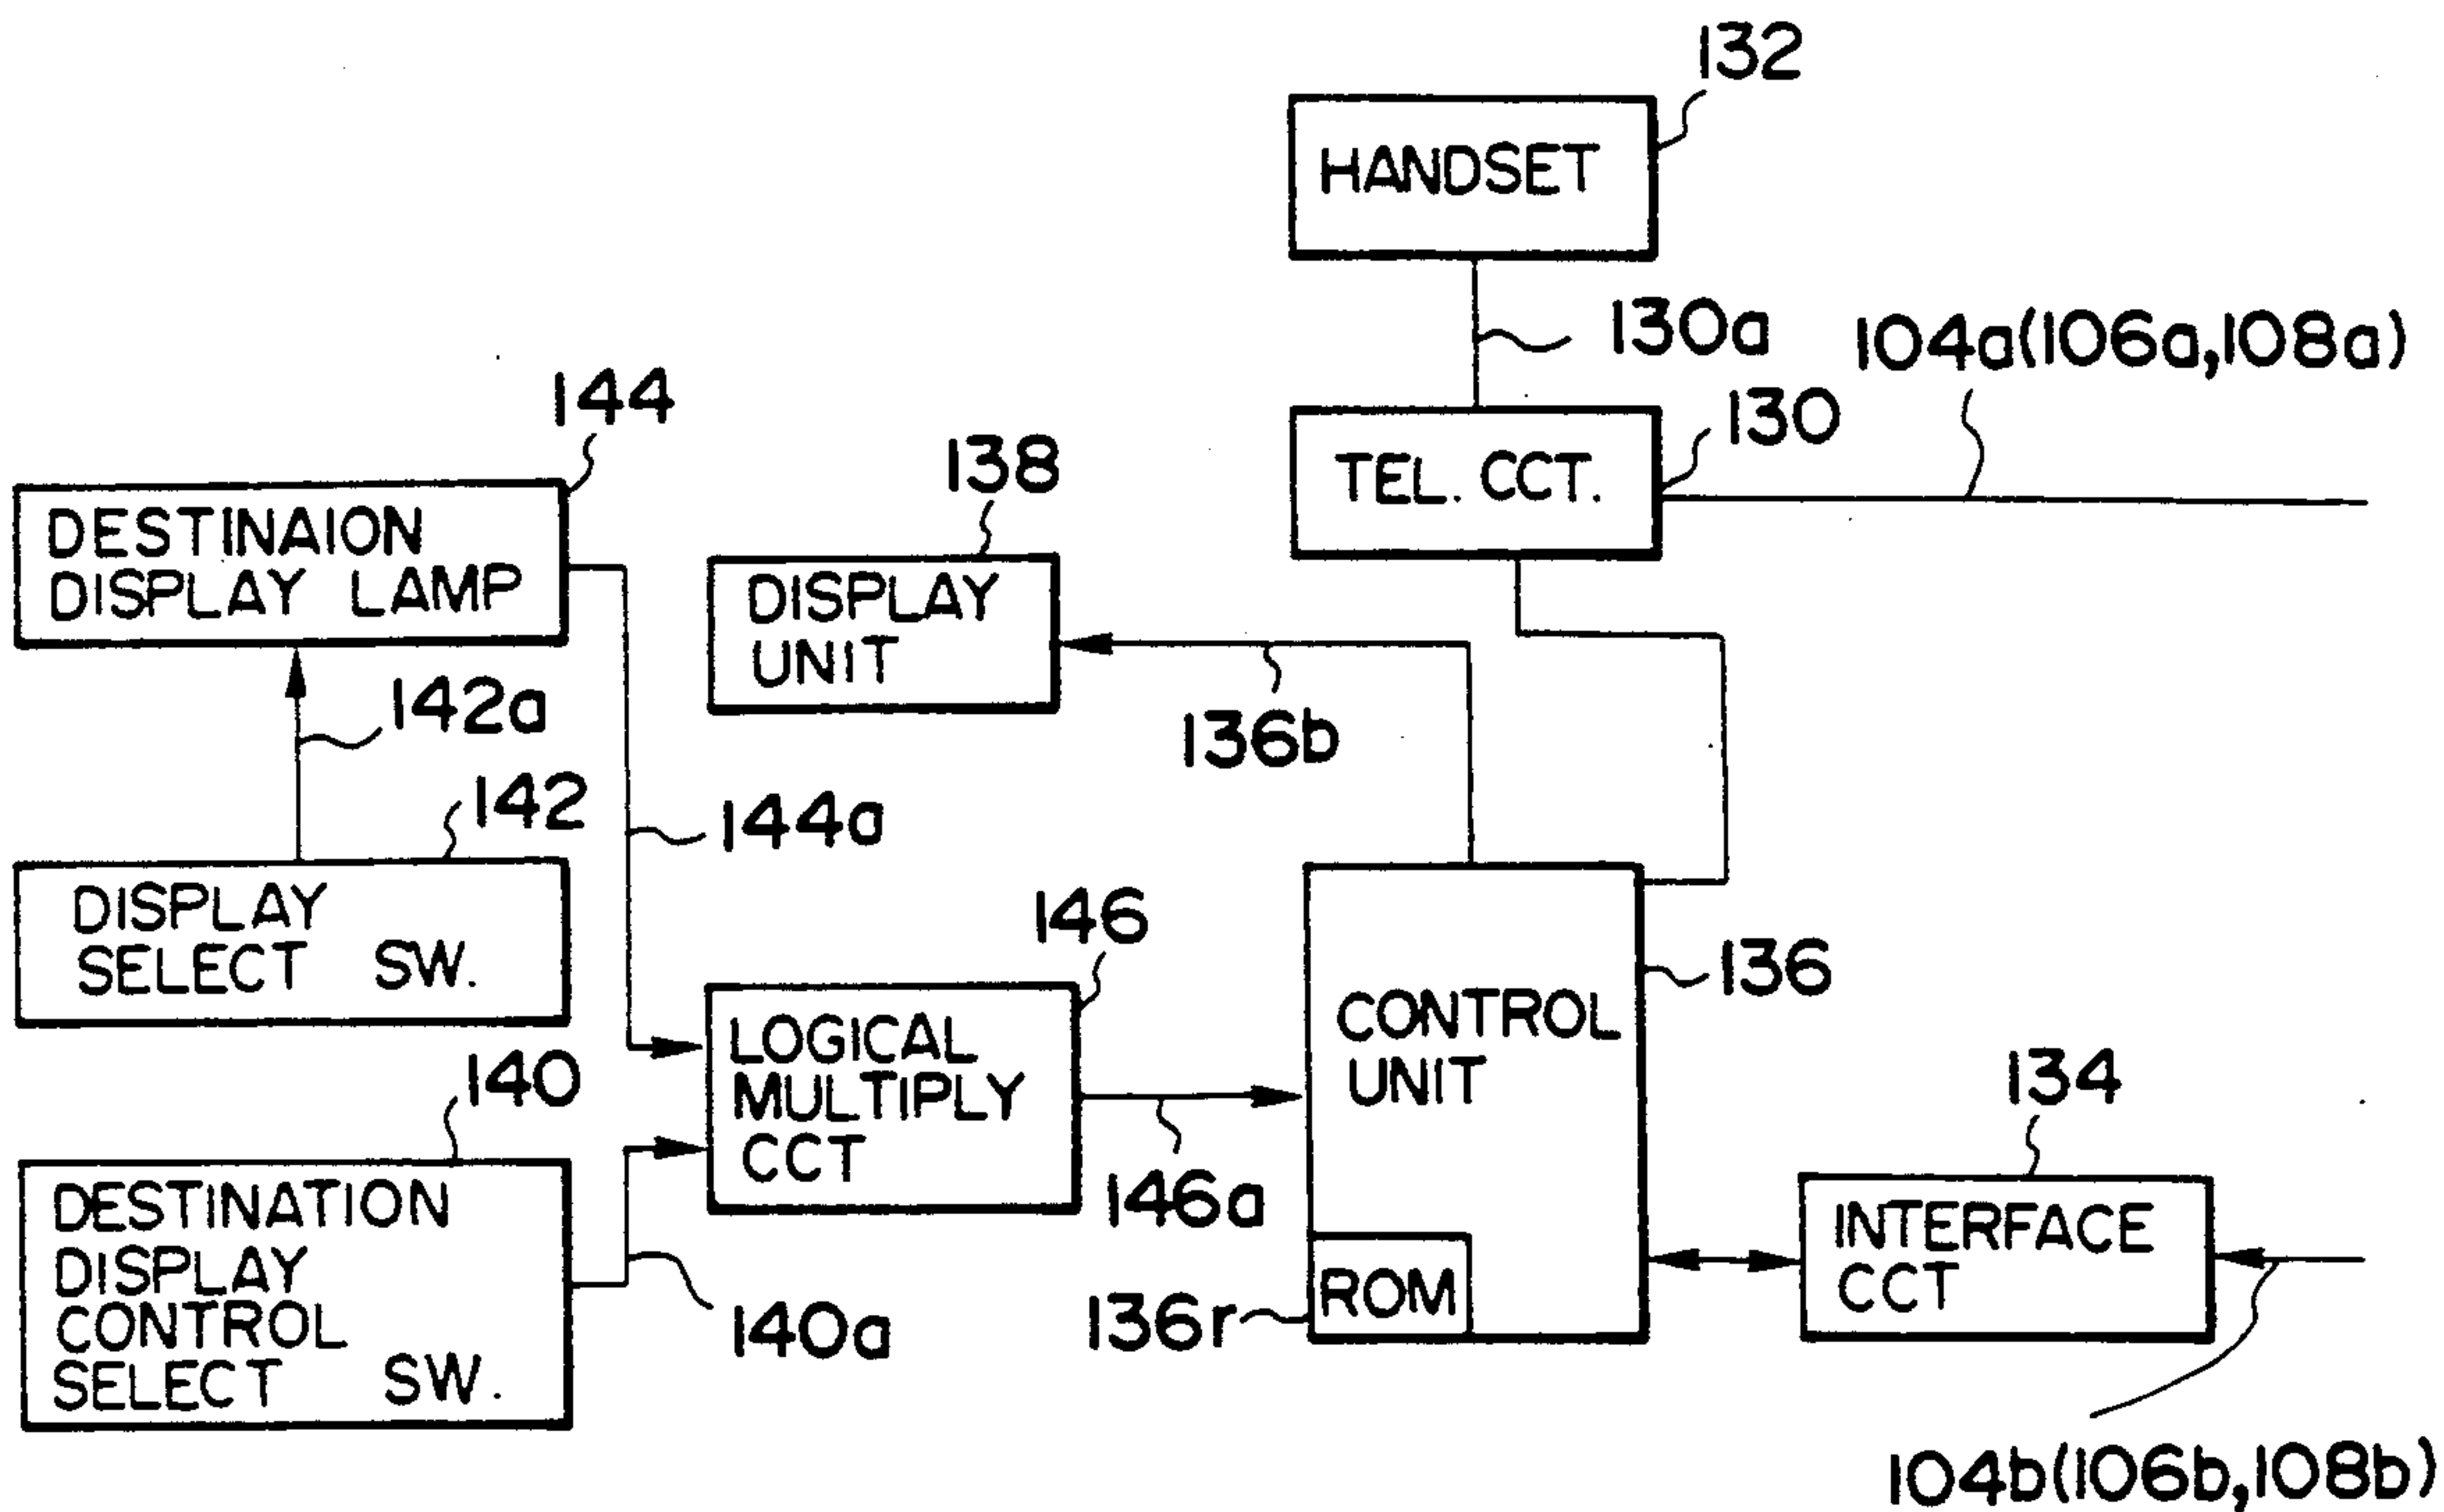 132
HANDSET
130a
104a(106a,108a)
144
130
138
TEL. CCT.
DESTINAION
DISPLAY LAMP
DISPLAY
UNIT
142a
136b
142
144a
DISPLAY
SELECT SW.
146
136
CONTROL
UNIT
LOGICAL
MULTIPLY
CCT
140
134
146a
DESTINATION
DISPLAY
CONTROL
SELECT SW.
INTERFACE
CCT
ROM
136r
140a
104b(106b,108b)